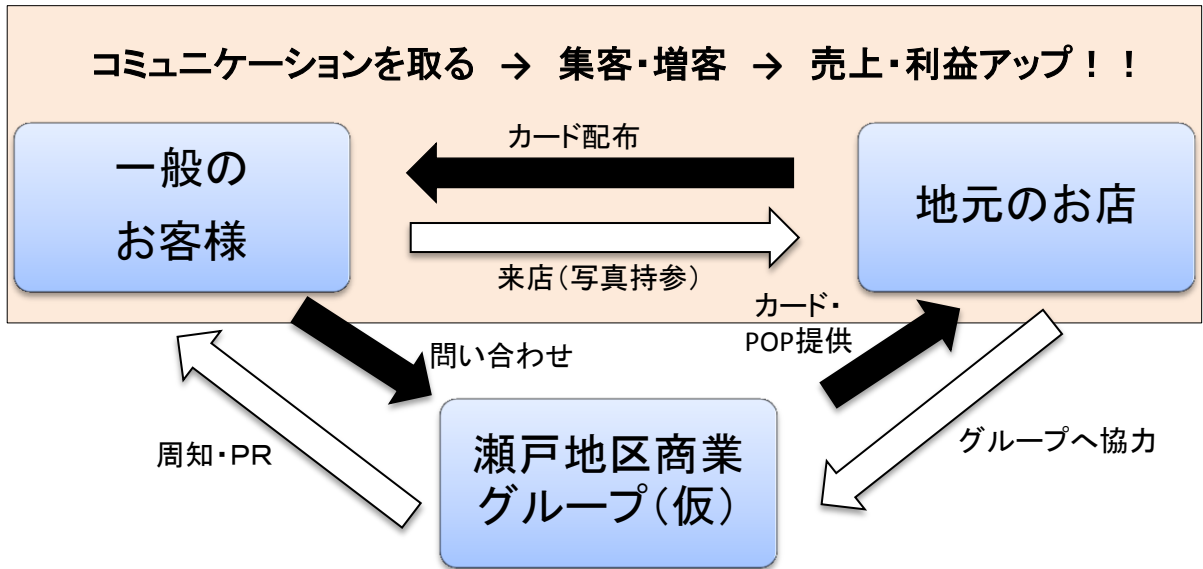 コミュニケーションを取る → 集客・増客 → 売上・利益アップ！！
カード配布
一般の
お客様
地元のお店
来店（写真持参）
カード・
POP提供
問い合わせ
周知・PR
瀬戸地区商業
グループ（仮）
グループへ協力